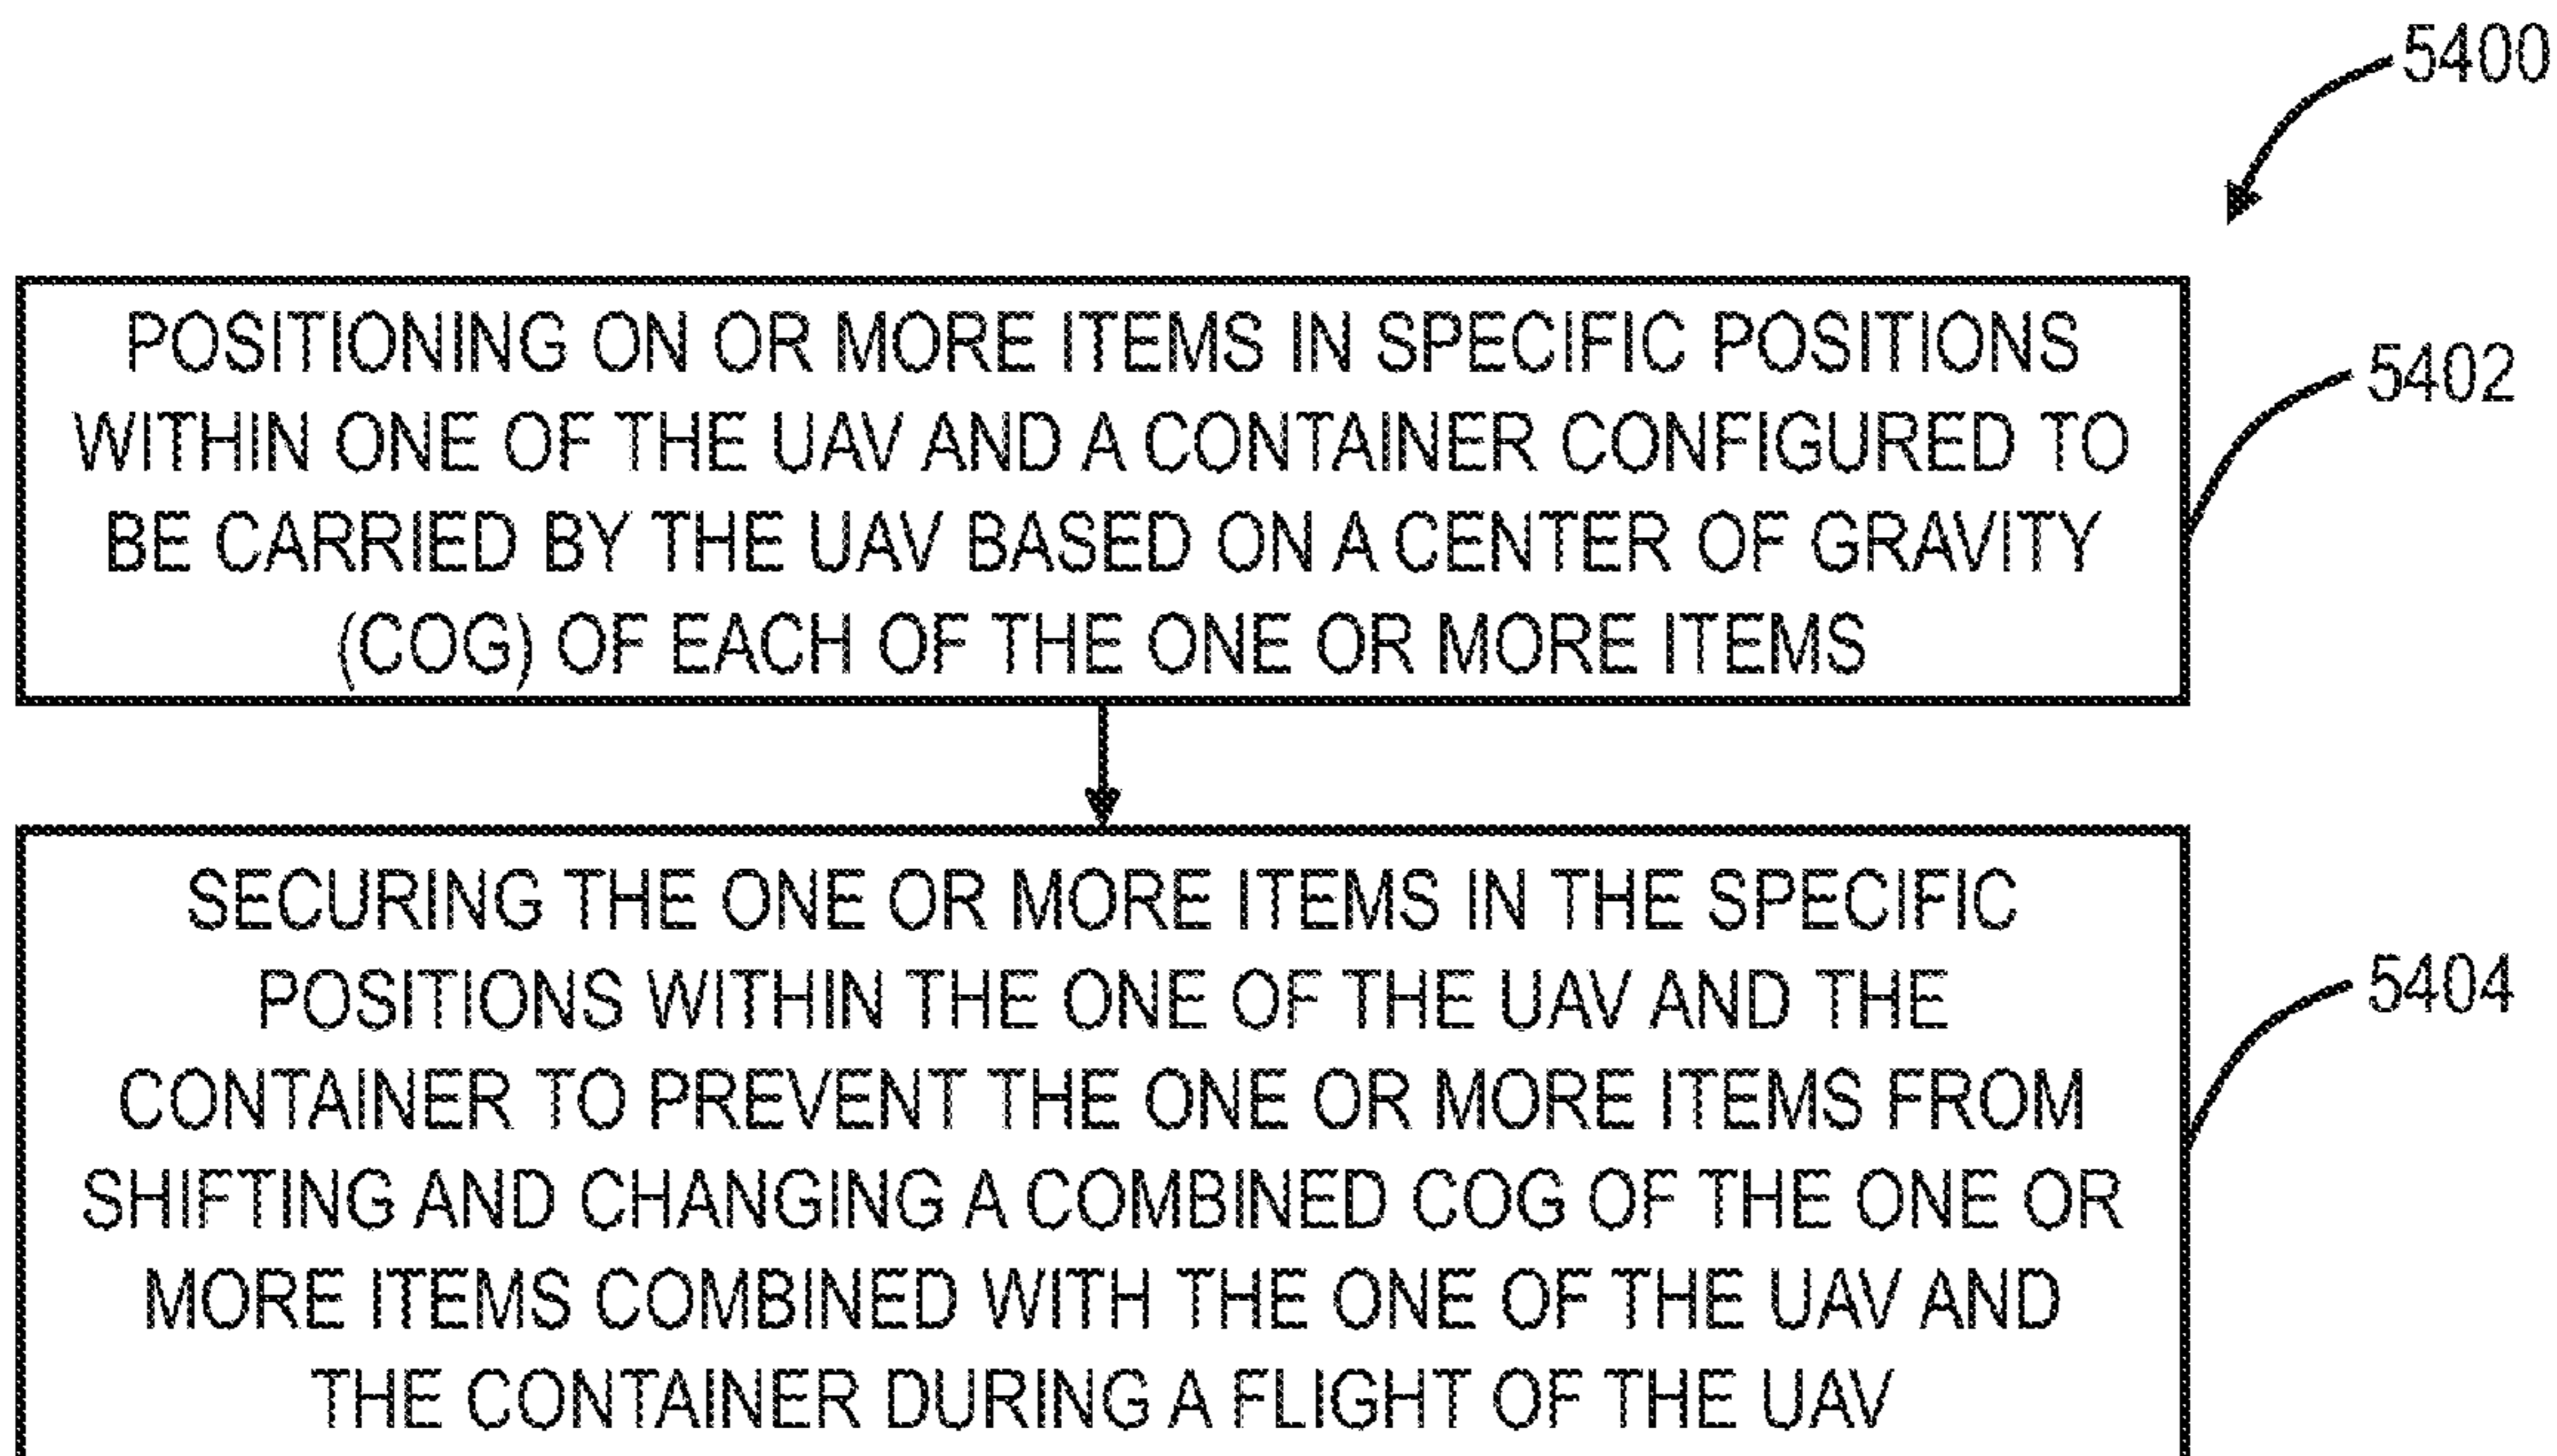 5400
POSITIONING ON OR MORE ITEMS IN SPECIFIC POSITIONS
WITHIN ONE OF THE UAV AND A CONTAINER CONFIGURED TO
BE CARRIED BY THE UAV BASED ON A CENTER OF GRAVITY
(COG) OF EACH OF THE ONE OR MORE ITEMS
5402
SECURING THE ONE OR MORE ITEMS IN THE SPECIFIC
POSITIONS WITHIN THE ONE OF THE UAV AND THE
CONTAINER TO PREVENT THE ONE OR MORE ITEMS FROM
SHIFTING AND CHANGING A COMBINED COG OF THE ONE OR
MORE ITEMS COMBINED WITH THE ONE OF THE UAV AND
THE CONTAINER DURING A FLIGHT OF THE UAV
5404